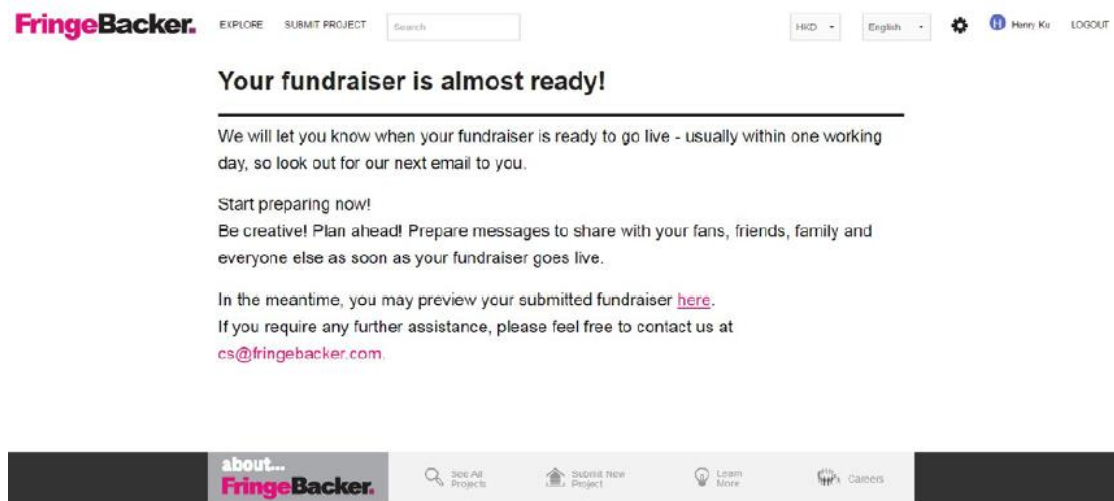 FringeBacker. EXPLORE SUBMIT PROJECT Search HKD English H Henry Ku LOGOUT
Your fundraiser is almost ready!
We will let you know when your fundraiser is ready to go live - usually within one working
day, so look out for our next email to you.
Start preparing now!
Be creative! Plan ahead! Prepare messages to share with your fans, friends, family and
everyone else as soon as your fundraiser goes live.
In the meantime, you may preview your submitted fundraiser here.
If you require any further assistance, please feel free to contact us at
cs@fringebacker.com.
about...
FringeBacker.
See All
Projects
Submit New
Project
Learn
More
Careers